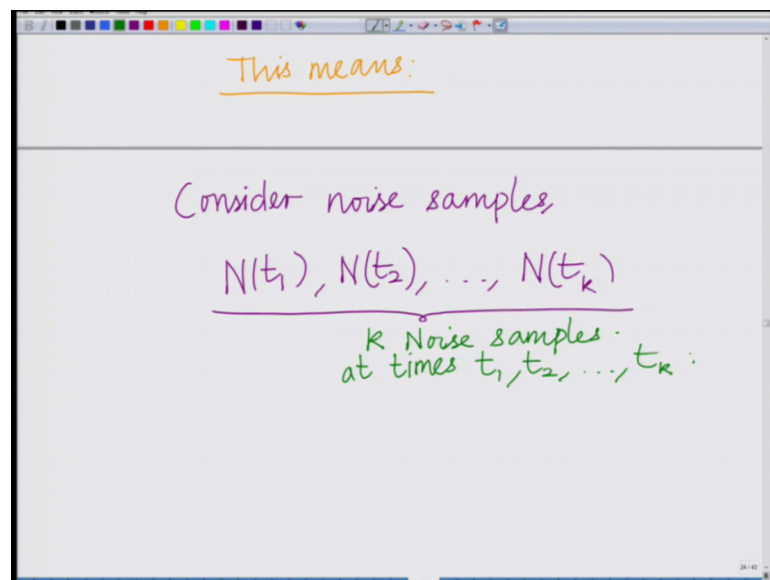 This means:
Consider noise samples,
N(t₁), N(t₂), ..., N(tₖ)
k Noise samples.
at times t₁, t₂, ..., tₖ.